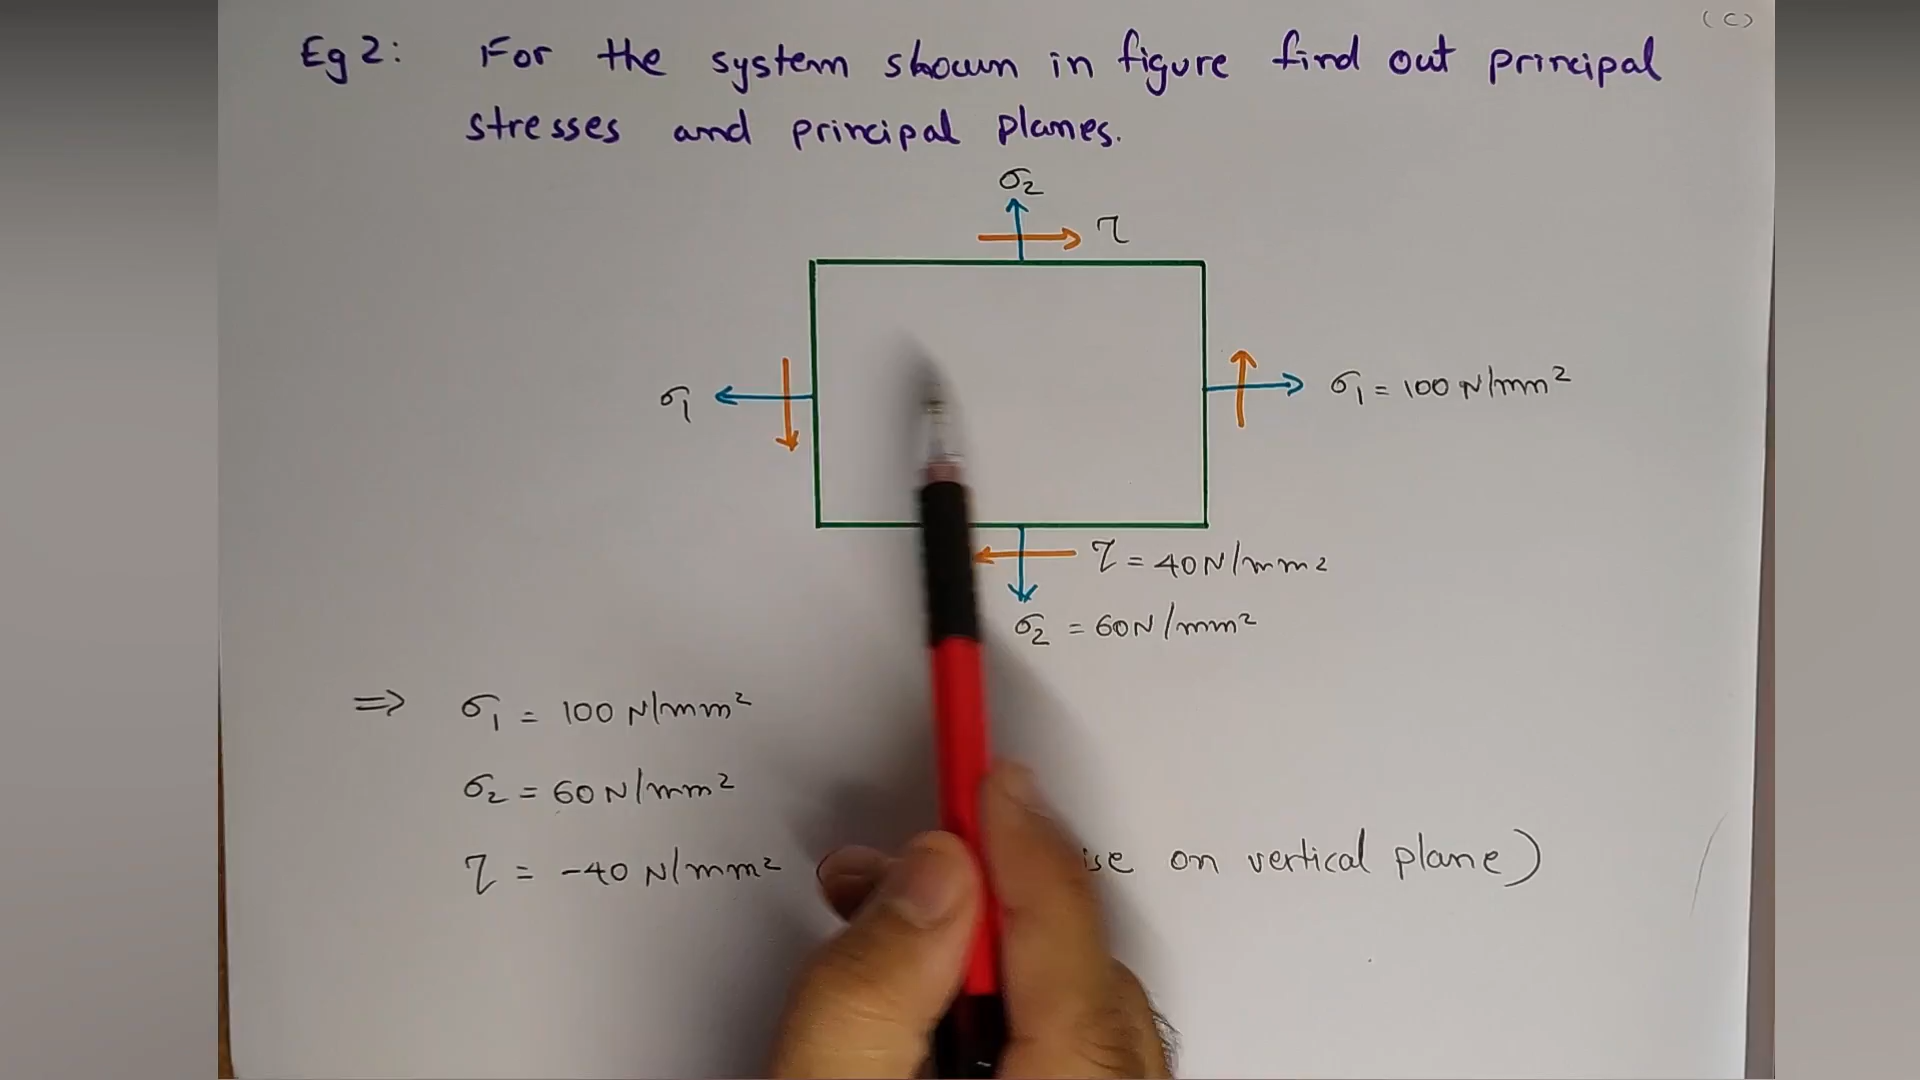 (C)
Eg 2: For the system shown in figure find out principal
stresses and principal planes.
σ2
τ
σ1
σ1 = 100 N/mm²
τ = 40 N/mm²
σ2 = 60 N/mm²
⇒ σ1 = 100 N/mm²
σ2 = 60 N/mm²
τ = -40 N/mm² on vertical plane)